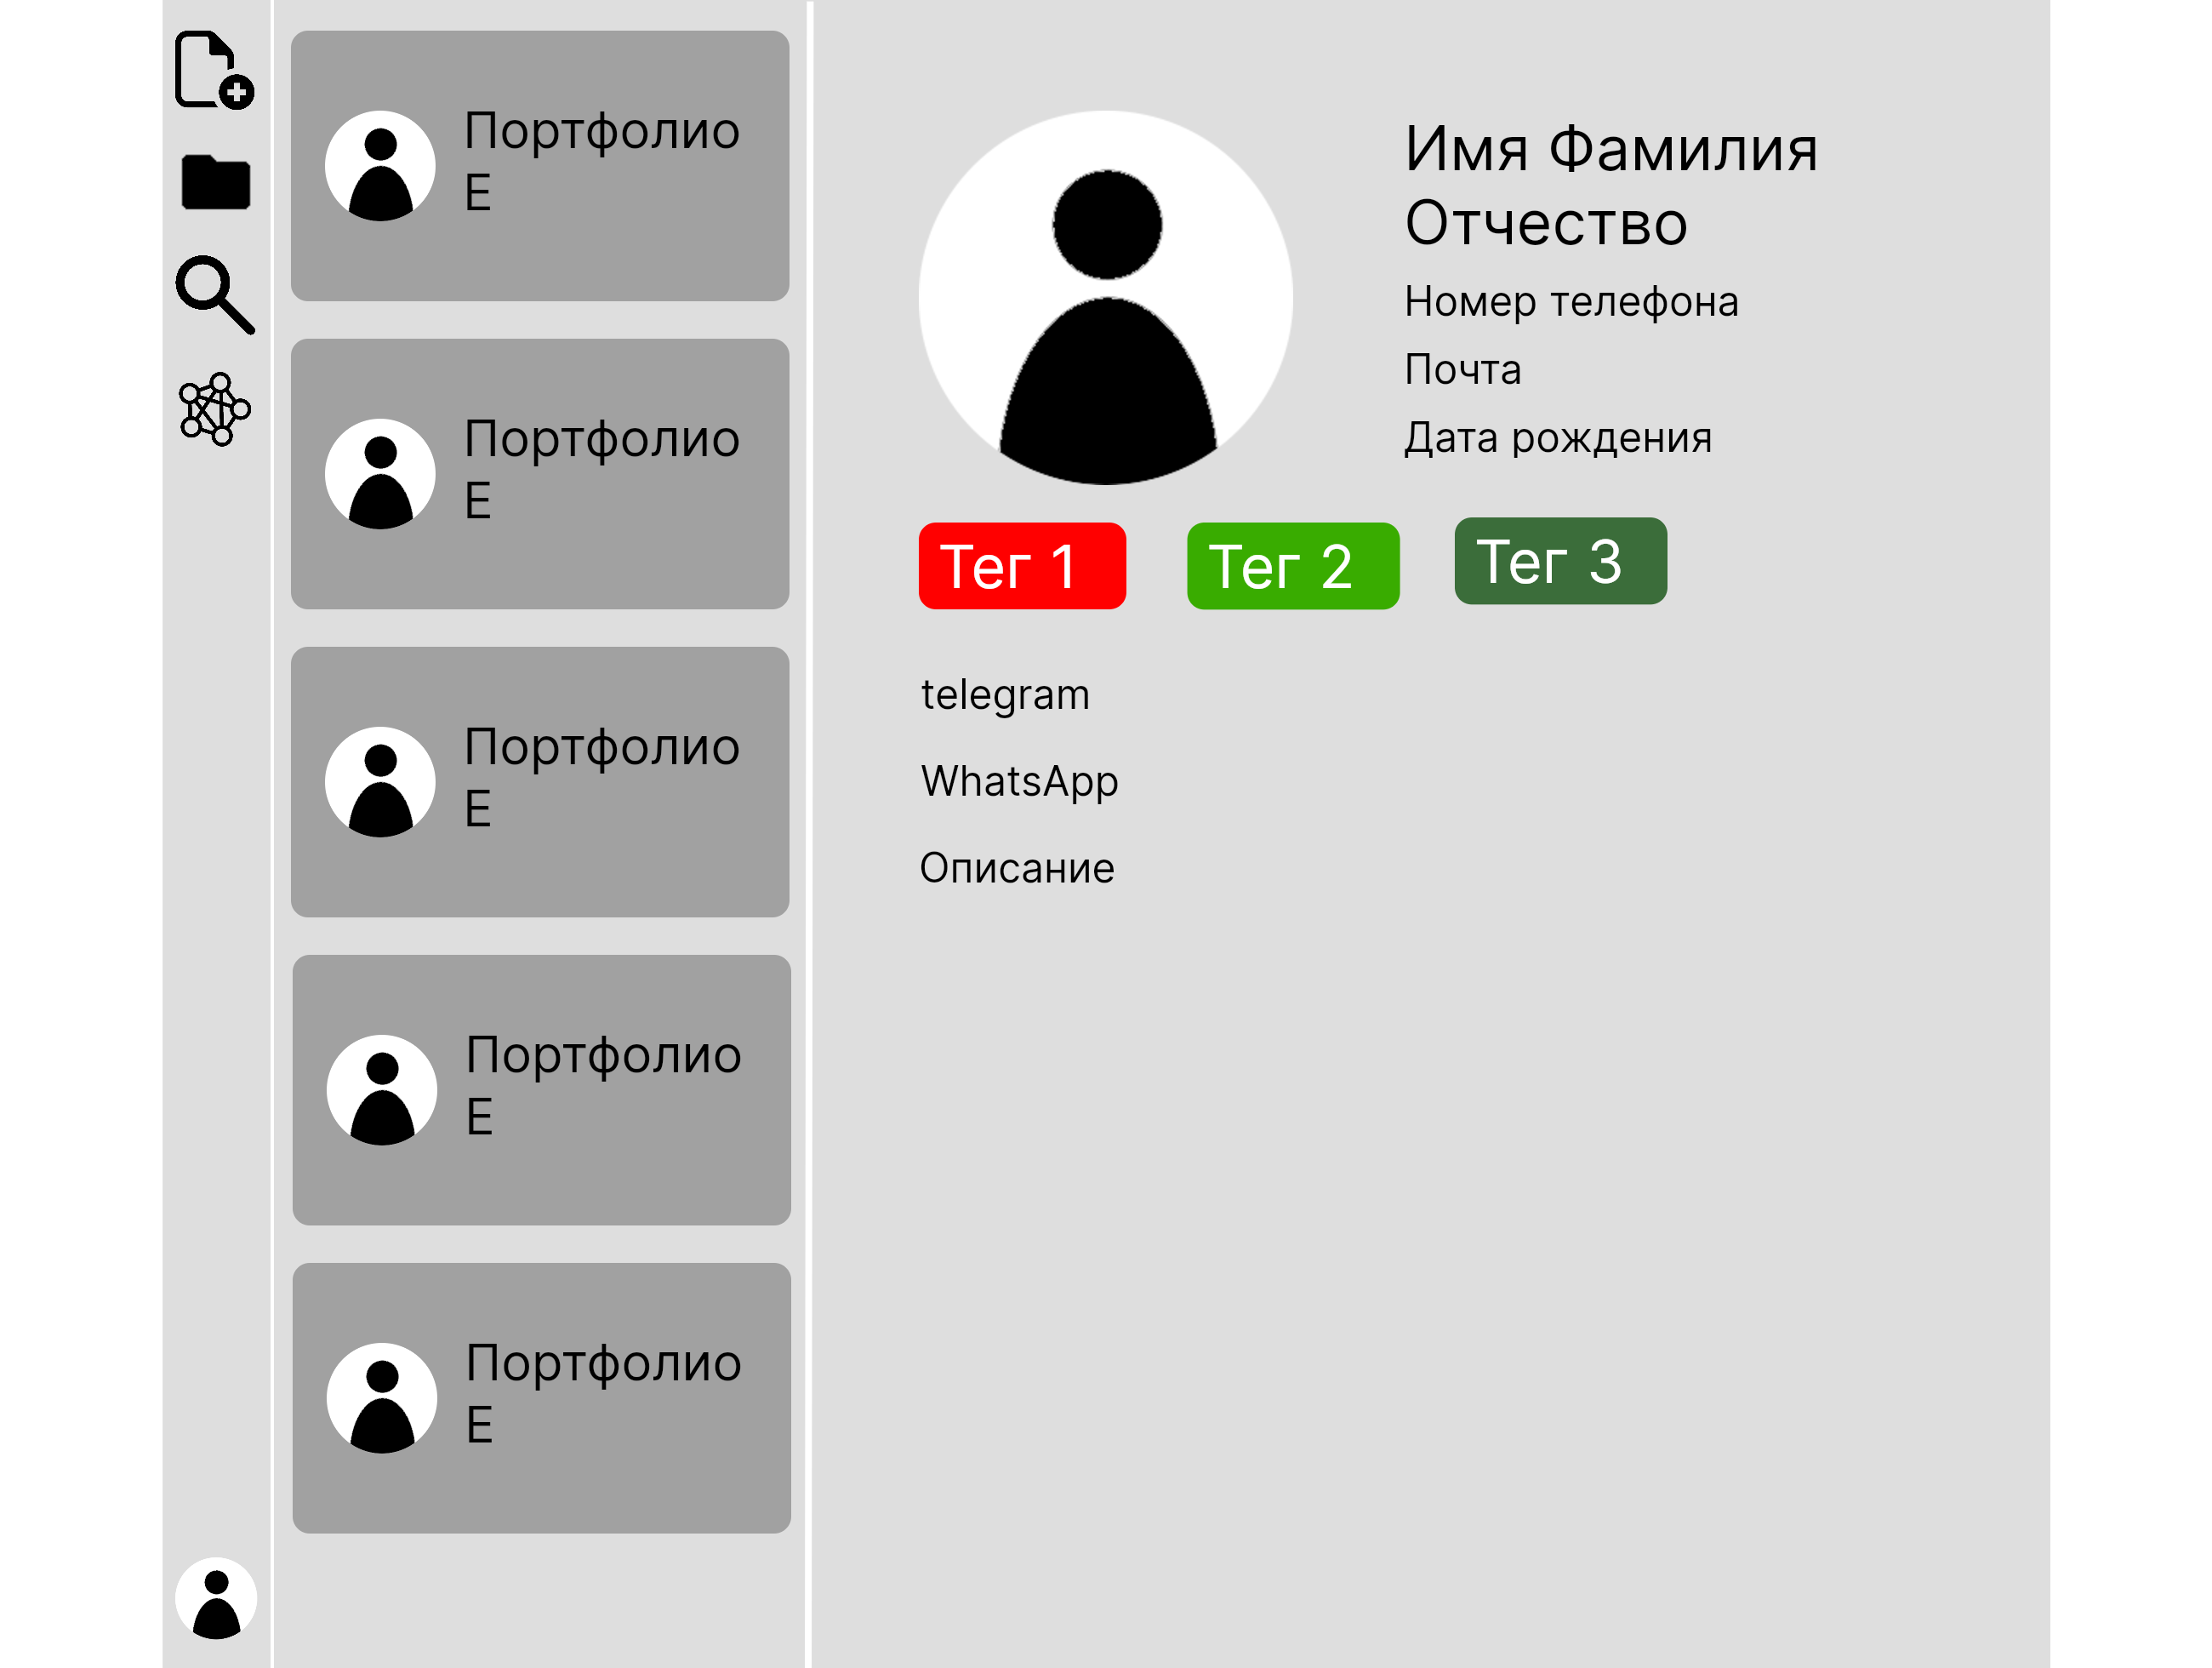 Портфолио
Е
Портфолио
Е
Портфолио
Е
Портфолио
Е
Портфолио
Е
Имя Фамилия
Отчество
Номер телефона
Почта
Дата рождения
Тег 1
Тег 2
Тег 3
telegram
WhatsApp
Описание